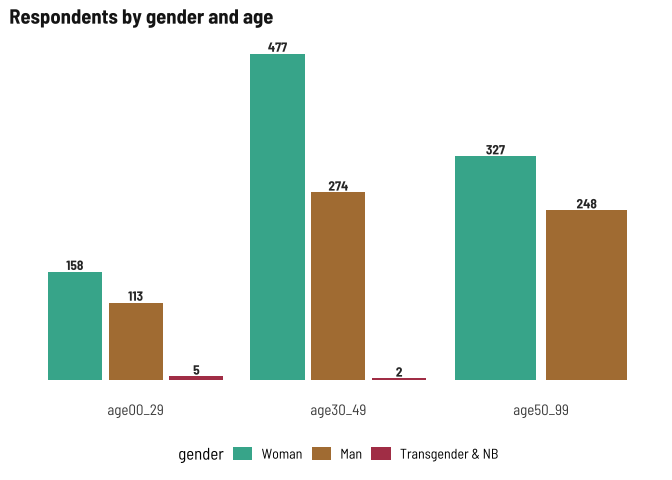 Respondents by gender and age
477
327
274
248
158
113
5
2
age00_29 age30_49 age50_99
gender Woman Man Transgender & NB